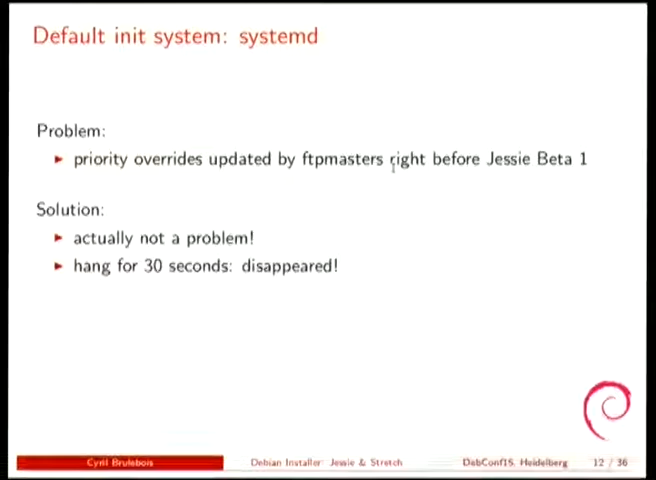 Default init system: systemd
Problem:
► priority overrides updated by ftpmasters right before Jessie Beta 1
Solution:
► actually not a problem!
► hang for 30 seconds: disappeared!
Cyril Brulebois Debian Installer: Jessie & Stretch DebConf15, Heidelberg 12 / 36